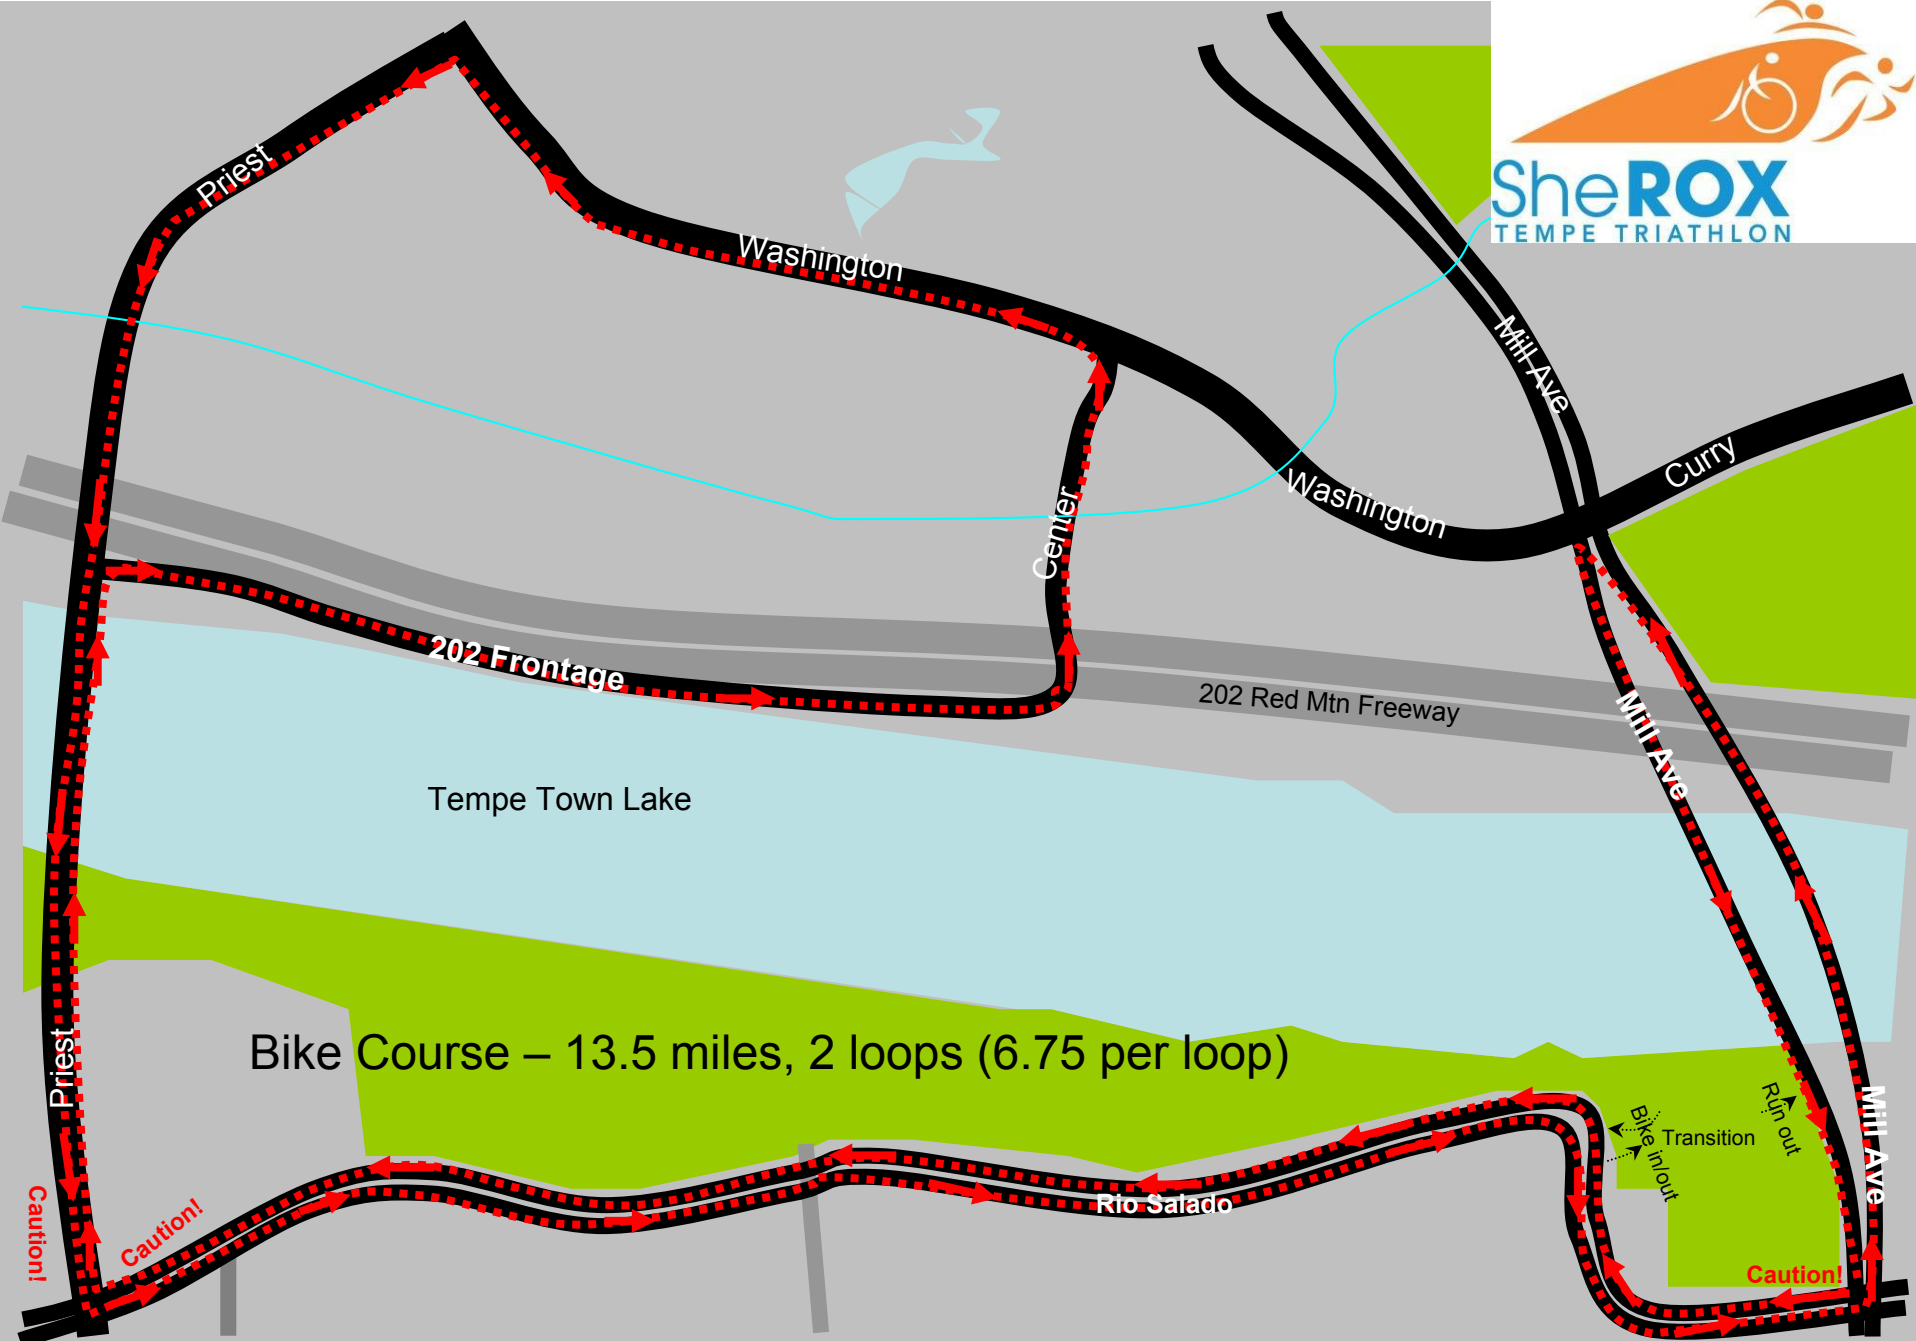 SheROX
TEMPE TRIATHLON
Priest
Washington
Mill Ave
Curry
Washington
Center
202 Frontage
202 Red Mtn Freeway
Mill Ave
Tempe Town Lake
Bike Course – 13.5 miles, 2 loops (6.75 per loop)
Priest
Run out
Bike in/out
Transition
Mill Ave
Rio Salado
Caution!
Caution!
Caution!